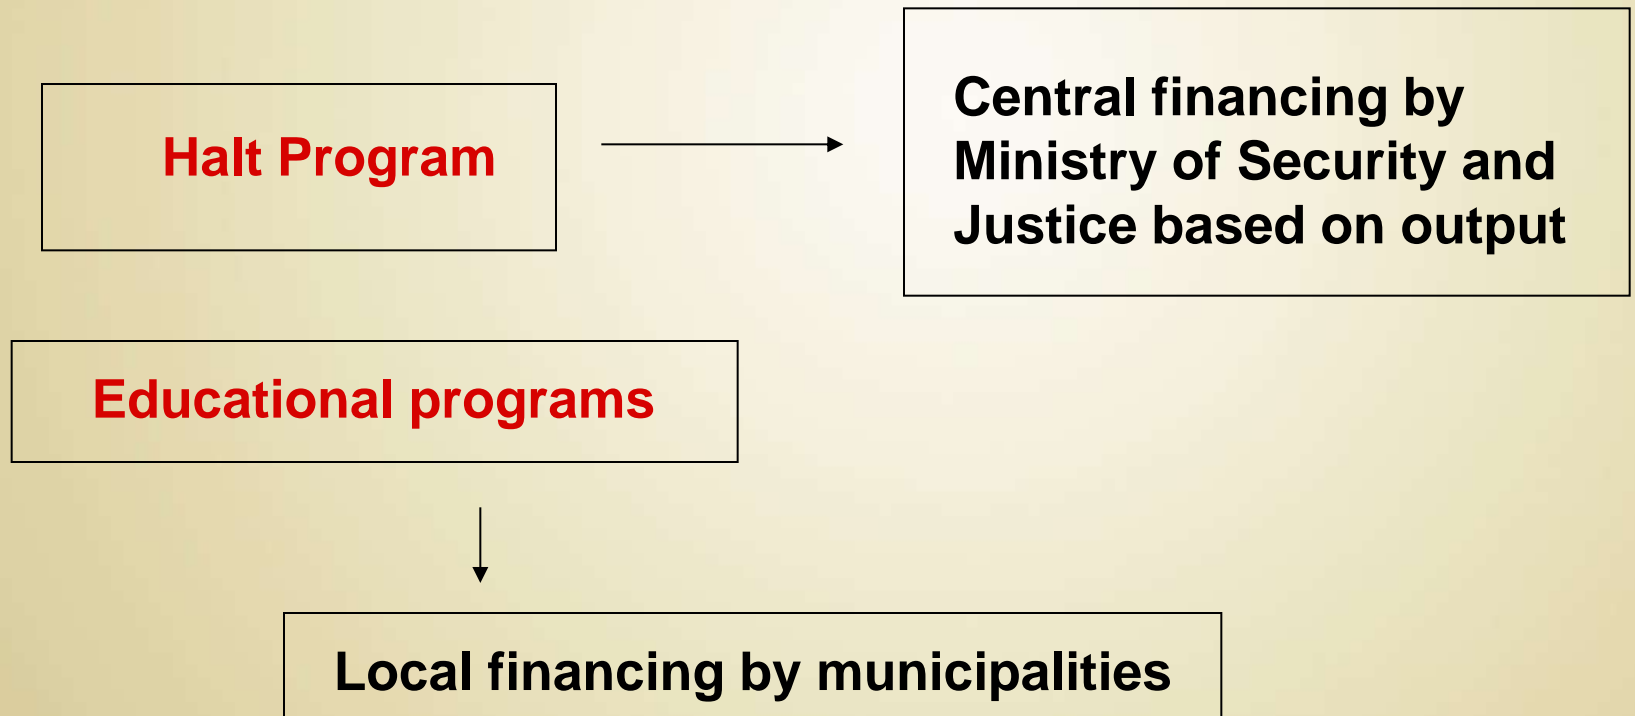 Halt Program
Central financing by
Ministry of Security and
Justice based on output
Educational programs
Local financing by municipalities